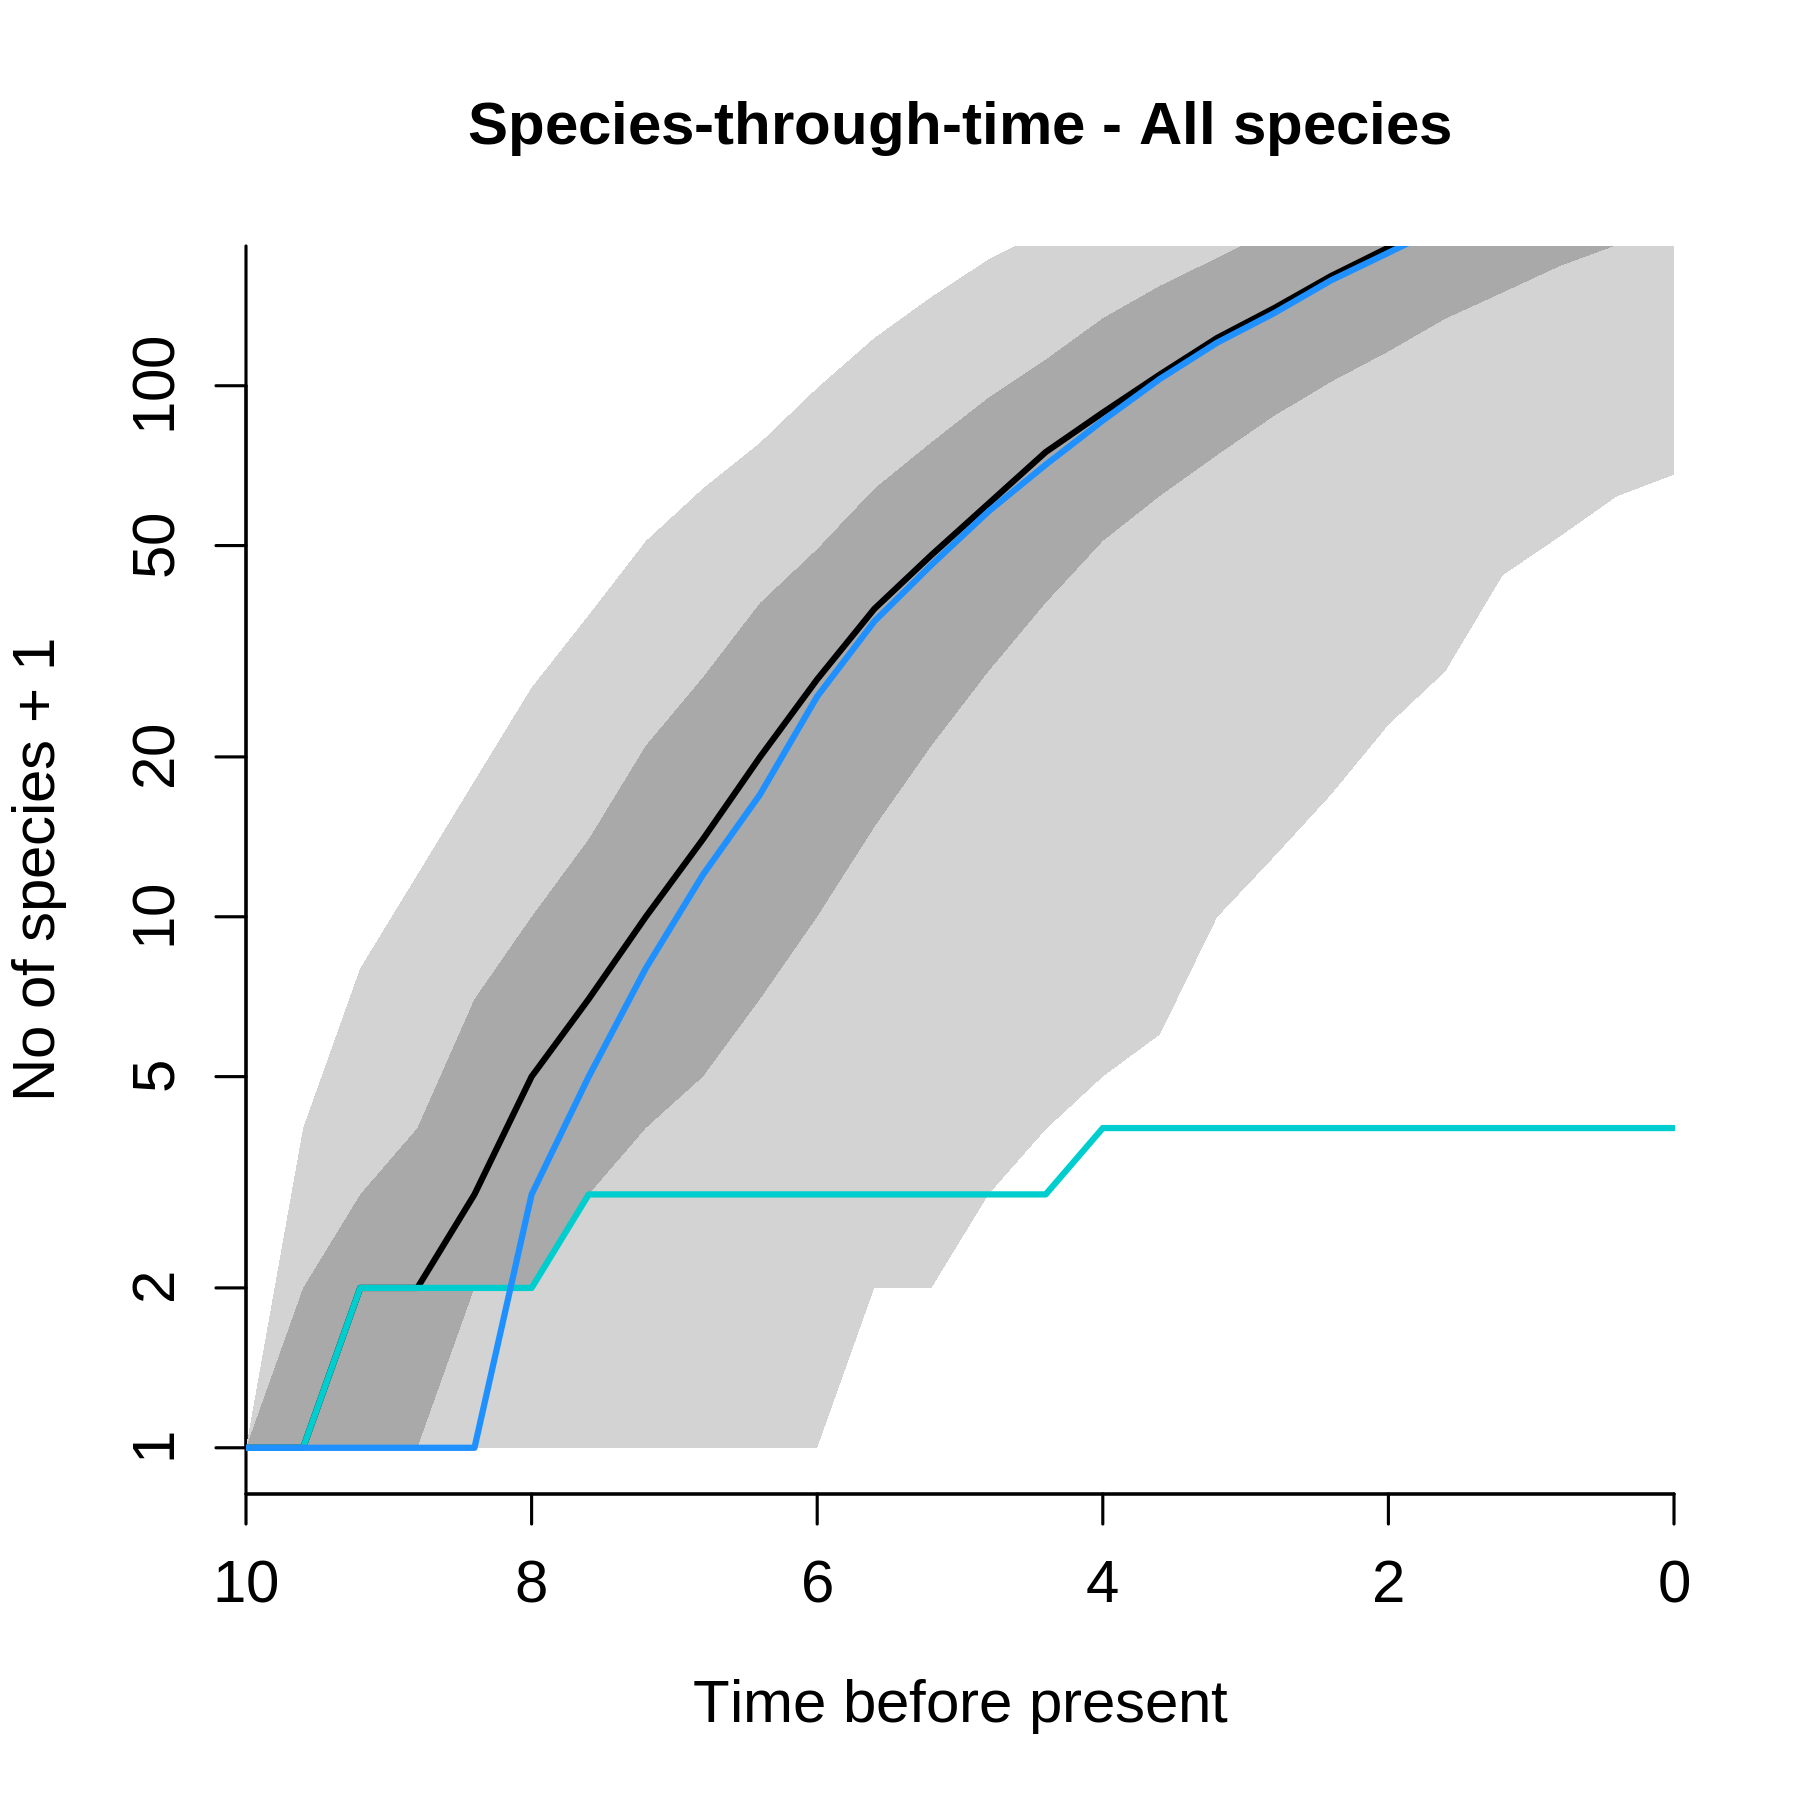 Species-through-time - All species
No of species + 1
100
50
20
10
5
2
1
10 8 6 4 2 0
Time before present